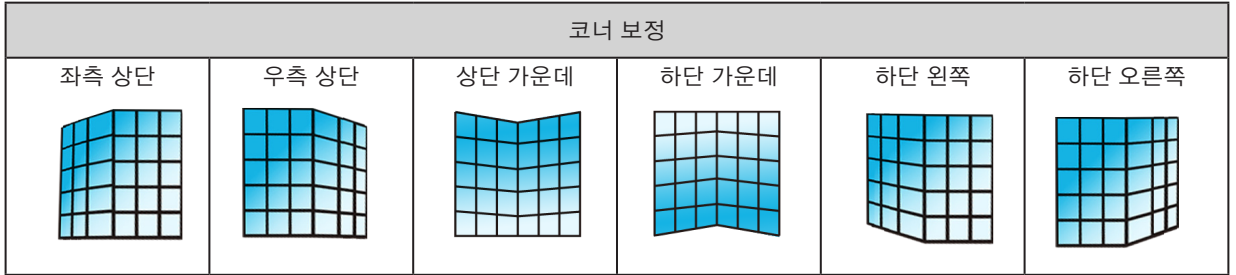 코너 보정
좌측 상단
우측 상단
상단 가운데
하단 가운데
하단 왼쪽
하단 오른쪽